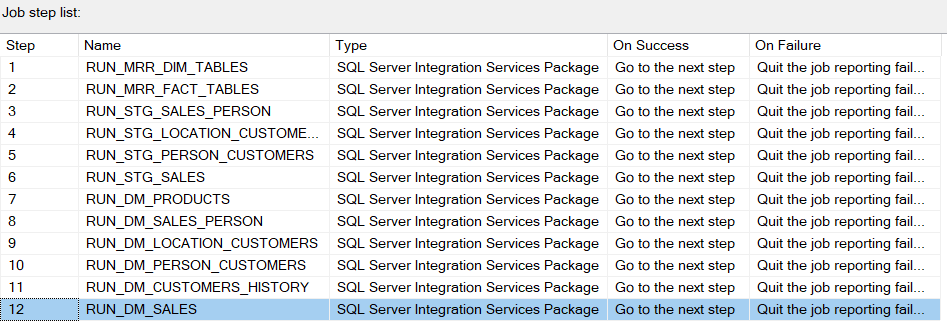 Job step list:
Step Name Type On Success On Failure
1 RUN_MRR_DIM_TABLES SQL Server Integration Services Package Go to the next step Quit the job reporting fail...
2 RUN_MRR_FACT_TABLES SQL Server Integration Services Package Go to the next step Quit the job reporting fail...
3 RUN_STG_SALES_PERSON SQL Server Integration Services Package Go to the next step Quit the job reporting fail...
4 RUN_STG_LOCATION_CUSTOME... SQL Server Integration Services Package Go to the next step Quit the job reporting fail...
5 RUN_STG_PERSON_CUSTOMERS SQL Server Integration Services Package Go to the next step Quit the job reporting fail...
6 RUN_STG_SALES SQL Server Integration Services Package Go to the next step Quit the job reporting fail...
7 RUN_DM_PRODUCTS SQL Server Integration Services Package Go to the next step Quit the job reporting fail...
8 RUN_DM_SALES_PERSON SQL Server Integration Services Package Go to the next step Quit the job reporting fail...
9 RUN_DM_LOCATION_CUSTOMERS SQL Server Integration Services Package Go to the next step Quit the job reporting fail...
10 RUN_DM_PERSON_CUSTOMERS SQL Server Integration Services Package Go to the next step Quit the job reporting fail...
11 RUN_DM_CUSTOMERS_HISTORY SQL Server Integration Services Package Go to the next step Quit the job reporting fail...
12 RUN_DM_SALES SQL Server Integration Services Package Go to the next step Quit the job reporting fail...